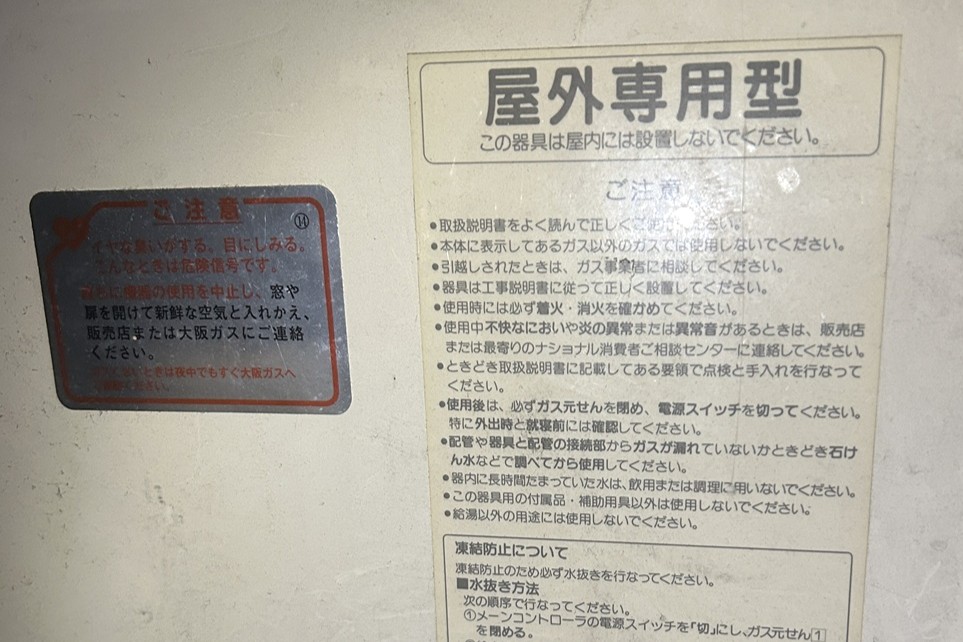 ご注意
⑭
イヤな臭いがする。目にしみる。
こんなときは危険信号です。
直ちに機器の使用を中止し、窓や
扉を開けて新鮮な空気と入れかえ、
販売店または大阪ガスにご連絡
ください。
ときは夜中でもすぐ大阪ガスへ
ください。
屋外専用型
この器具は屋内には設置しないでください。
ご注意
●取扱説明書をよく読んで正しくご使用ください。
●本体に表示してあるガス以外のガスでは使用しないでください。
●引越しされたときは、ガス事業者に相談してください。
●器具は工事説明書に従って正しく設置してください。
●使用時には必ず着火・消火を確かめてください。
●使用中不快なにおいや炎の異常または異常音があるときは、販売店
または最寄りのナショナル消費者ご相談センターに連絡してください。
●ときどき取扱説明書に記載してある要領で点検と手入れを行なって
ください。
●使用後は、必ずガス元せんを閉め、電源スイッチを切ってください。
特に外出時と就寝前には確認してください。
●配管や器具と配管の接続部からガスが漏れていないかときどき石け
ん水などで調べてから使用してください。
●器内に長時間たまっていた水は、飲用または調理に用いないでください。
●この器具用の付属品・補助用具以外は使用しないでください。
●給湯以外の用途には使用しないでください。
凍結防止について
凍結防止のため必ず水抜きを行なってください。
■水抜き方法
次の順序で行なってください。
①メーンコントローラの電源スイッチを「切」にし、ガス元せん1
を閉める。